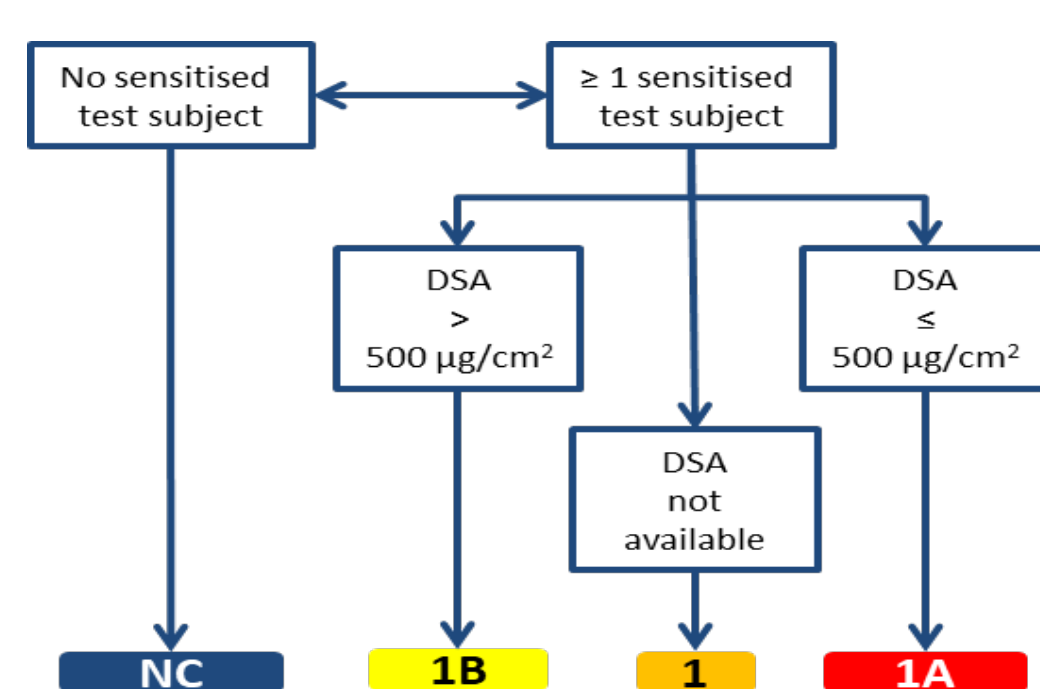 No sensitised
test subject
≥ 1 sensitised
test subject
DSA
>
500 µg/cm²
DSA
≤
500 µg/cm²
DSA
not
available
NC
1B
1
1A